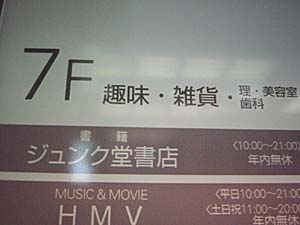 7F 趣味・雑貨・理・美容室
歯科
書籍
ジュンク堂書店
<10:00〜21:00>
年内無休
MUSIC & MOVIE
HMV
<平日10:00〜21:00
<土日祝11:00〜20:00
年内無休